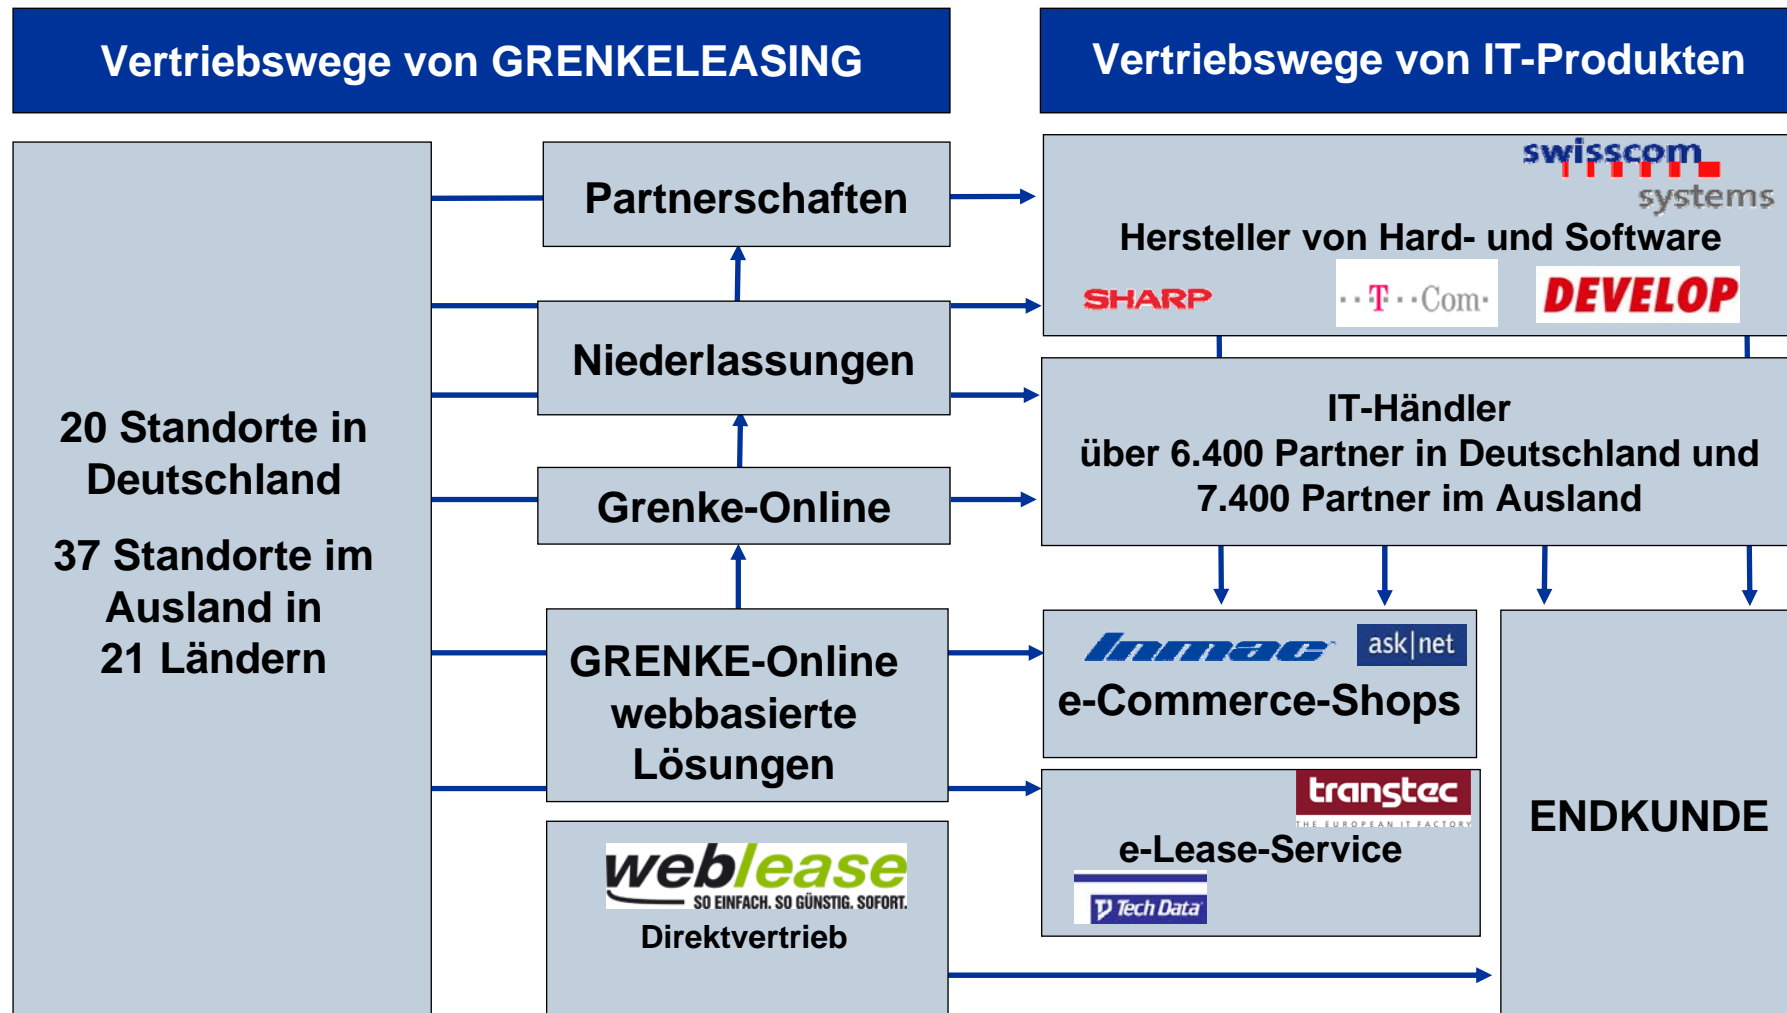 Vertriebswege von GRENKELEASING
Vertriebswege von IT-Produkten
20 Standorte in
Deutschland
37 Standorte im
Ausland in
21 Ländern
Partnerschaften
Niederlassungen
Grenke-Online
GRENKE-Online
webbasierte
Lösungen
weblease
SO EINFACH. SO GÜNSTIG. SOFORT.
Direktvertrieb
swisscom
systems
Hersteller von Hard- und Software
SHARP
··T··Com·
DEVELOP
IT-Händler
über 6.400 Partner in Deutschland und
7.400 Partner im Ausland
Inmac
ask|net
e-Commerce-Shops
transtec
THE EUROPEAN IT FACTORY
e-Lease-Service
Tech Data
ENDKUNDE